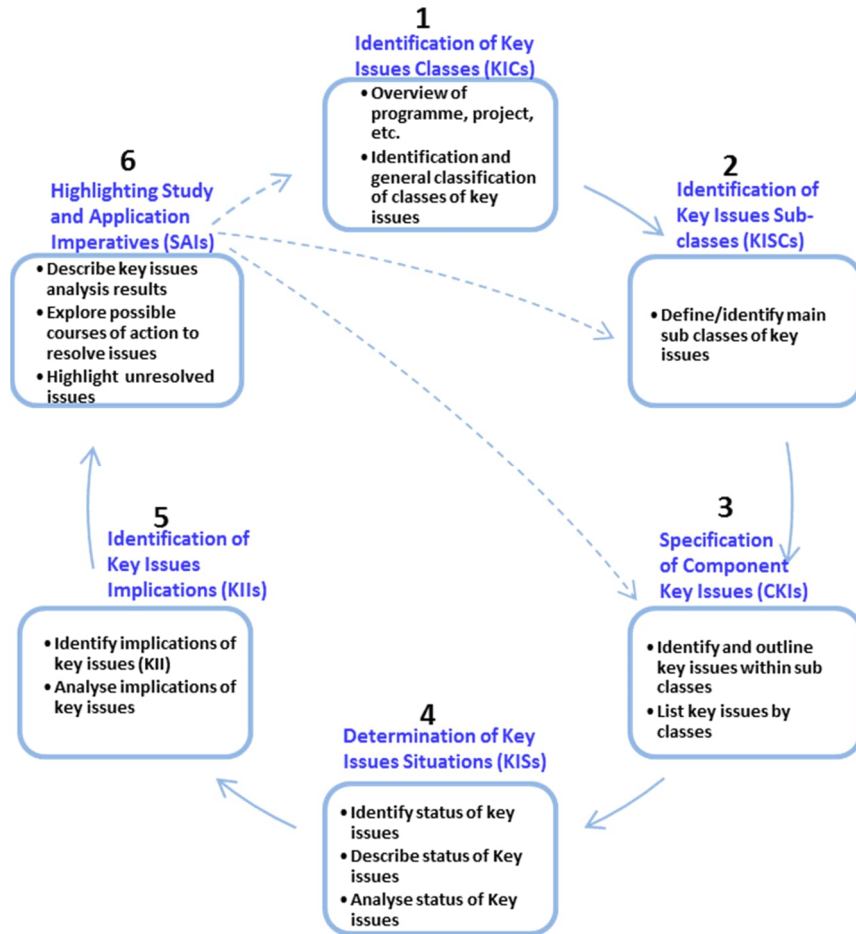 1
Identification of Key
Issues Classes (KICs)
• Overview of
programme, project,
etc.
• Identification and
general classification
of classes of key
issues
2
Identification of
Key Issues Sub-
classes (KISCs)
• Define/identify main
sub classes of key
issues
3
Specification
of Component
Key Issues (CKIs)
• Identify and outline
key issues within sub
classes
• List key issues by
classes
4
Determination of Key
Issues Situations (KISs)
• Identify status of key
issues
• Describe status of Key
issues
• Analyse status of Key
issues
5
Identification of
Key Issues
Implications (KIIs)
• Identify implications of
key issues (KII)
• Analyse implications of
key issues
6
Highlighting Study
and Application
Imperatives (SAIs)
• Describe key issues
analysis results
• Explore possible
courses of action to
resolve issues
• Highlight unresolved
issues